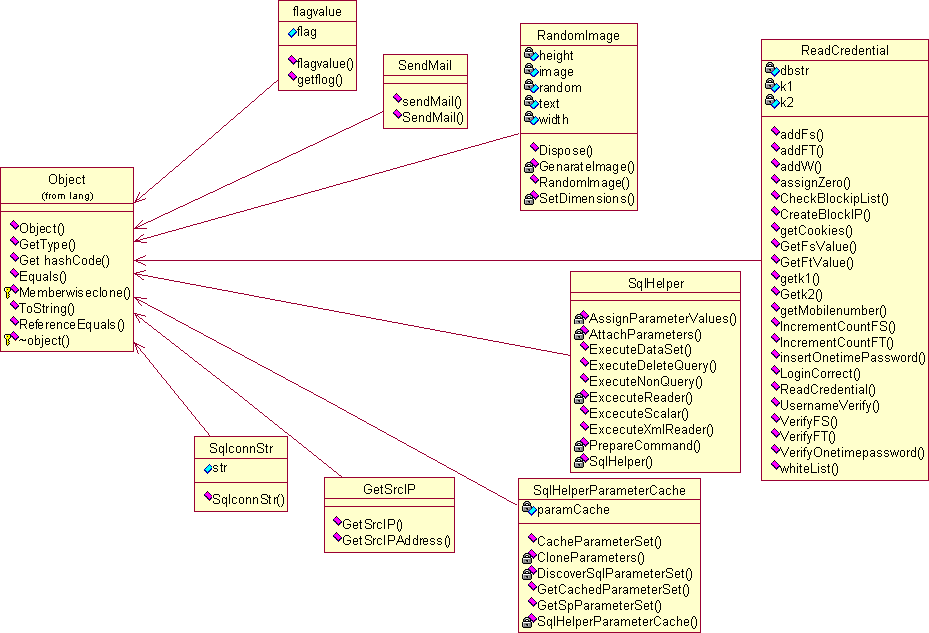 flagvalue
flag
flagvalue()
getflog()
SendMail
sendMail()
SendMail()
RandomImage
height
image
random
text
width
Dispose()
GenarateImage()
RandomImage()
SetDimensions()
ReadCredential
dbstr
k1
k2
addFs()
addFT()
addW()
assignZero()
CheckBlockipList()
CreateBlockIP()
getCookies()
GetFsValue()
GetFtValue()
getk1()
Getk2()
getMobilenumber()
IncrementCountFS()
IncrementCountFT()
insertOnetimePassword()
LoginCorrect()
ReadCredential()
UsernameVerify()
VerifyFS()
VerifyFT()
VerifyOnetimepassword()
whiteList()
Object
(from lang)
Object()
GetType()
Get hashCode()
Equals()
Memberwiseclone()
ToString()
ReferenceEquals()
~object()
SqlHelper
AssignParameterValues()
AttachParameters()
ExecuteDataSet()
ExecuteDeleteQuery()
ExecuteNonQuery()
ExcecuteReader()
ExcecuteScalar()
ExcecuteXmlReader()
PrepareCommand()
SqlHelper()
SqlconnStr
str
SqlconnStr()
GetSrcIP
GetSrcIP()
GetSrcIPAddress()
SqlHelperParameterCache
paramCache
CacheParameterSet()
CloneParameters()
DiscoverSqlParameterSet()
GetCachedParameterSet()
GetSpParameterSet()
SqlHelperParameterCache()